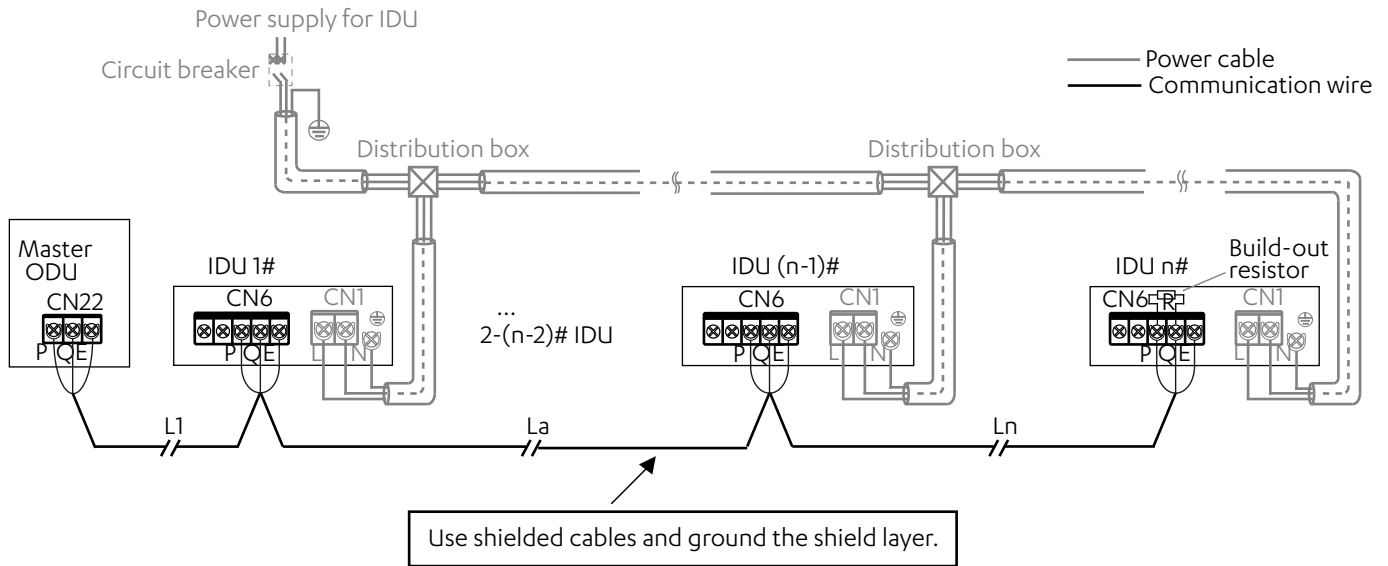 Power supply for IDU
Circuit breaker
Power cable
Communication wire
Distribution box
Distribution box
Master
ODU
CN22
P Q E
IDU 1#
CN6
CN1
P Q E
L N
...
2-(n-2)# IDU
IDU (n-1)#
CN6
CN1
P Q E
L N
IDU n#
Build-out
resistor
CN6
R
CN1
P Q E
L N
L1
La
Ln
Use shielded cables and ground the shield layer.